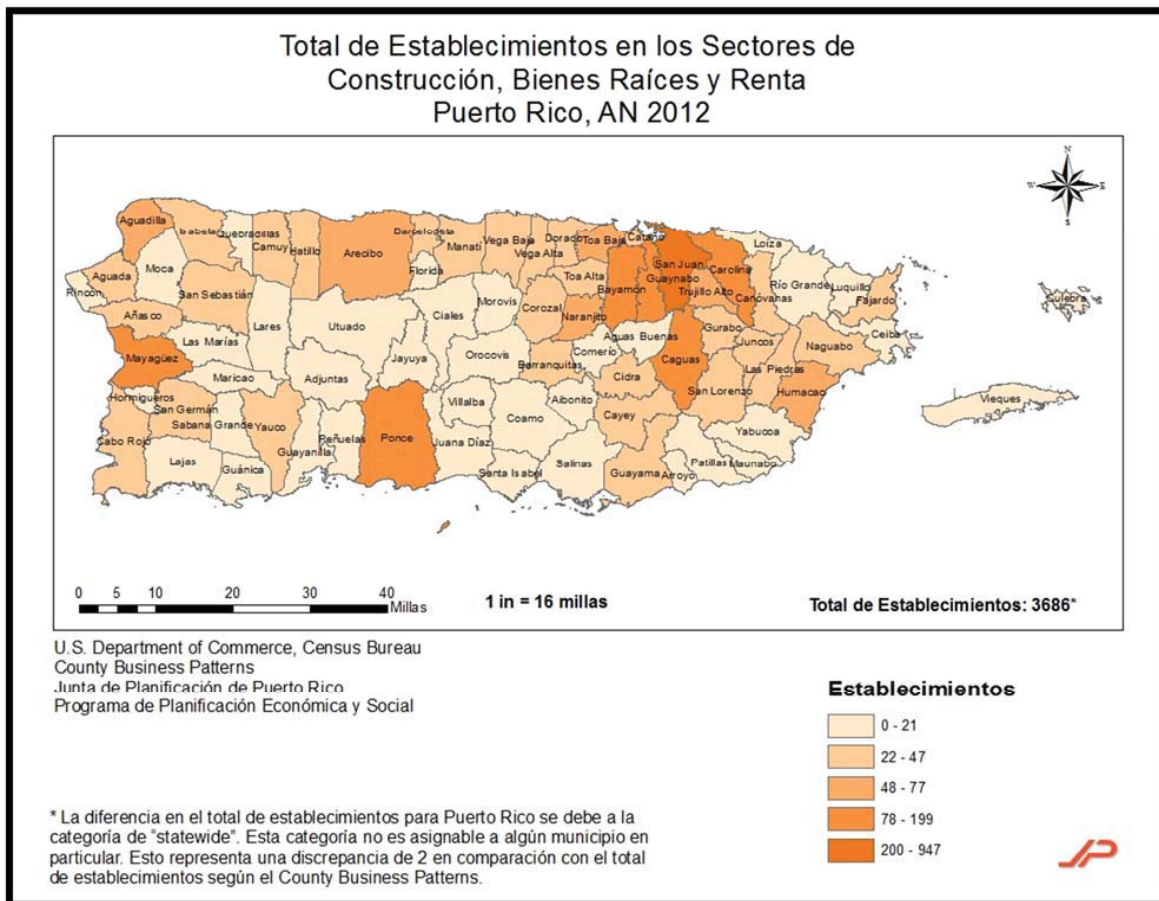 Total de Establecimientos en los Sectores de
Construcción, Bienes Raíces y Renta
Puerto Rico, AN 2012
N
W
E
S
Aguadilla
Isabela
Quebradillas
Camuy
Hatillo
Arecibo
Barceloneta
Manatí
Vega Baja
Vega Alta
Dorado
Toa Baja
Cataño
San Juan
Carolina
Loiza
Aguada
Moca
Florida
Toa Alta
Bayamón
Guaynabo
Trujillo Alto
Canóvanas
Río Grande
Luquillo
Fajardo
Culebra
Rincón
San Sebastián
Morovis
Corozal
Naranjito
Añasco
Lares
Utuado
Ciales
Aguas Buenas
Gurabo
Juncos
Naguabo
Ceiba
Las Marías
Mayagüez
Jayuya
Orocovis
Comerío
Caguas
Maricao
Adjuntas
Barranquitas
Cidra
Las Piedras
San Lorenzo
Humacao
Hormigueros
San Germán
Sabana Grande
Yauco
Villalba
Aibonito
Coamo
Cayey
Vieques
Cabo Rojo
Guayanilla
Peñuelas
Ponce
Juana Díaz
Yabucoa
Lajas
Guánica
Santa Isabel
Salinas
Guayama
Arroyo
Patillas
Maunabo
0 5 10 20 30 40
Millas
1 in = 16 millas
Total de Establecimientos: 3686*
U.S. Department of Commerce, Census Bureau
County Business Patterns
Junta de Planificación de Puerto Rico
Programa de Planificación Económica y Social
Establecimientos
0 - 21
22 - 47
48 - 77
78 - 199
200 - 947
* La diferencia en el total de establecimientos para Puerto Rico se debe a la
categoría de "statewide". Esta categoría no es asignable a algún municipio en
particular. Esto representa una discrepancia de 2 en comparación con el total
de establecimientos según el County Business Patterns.
JP